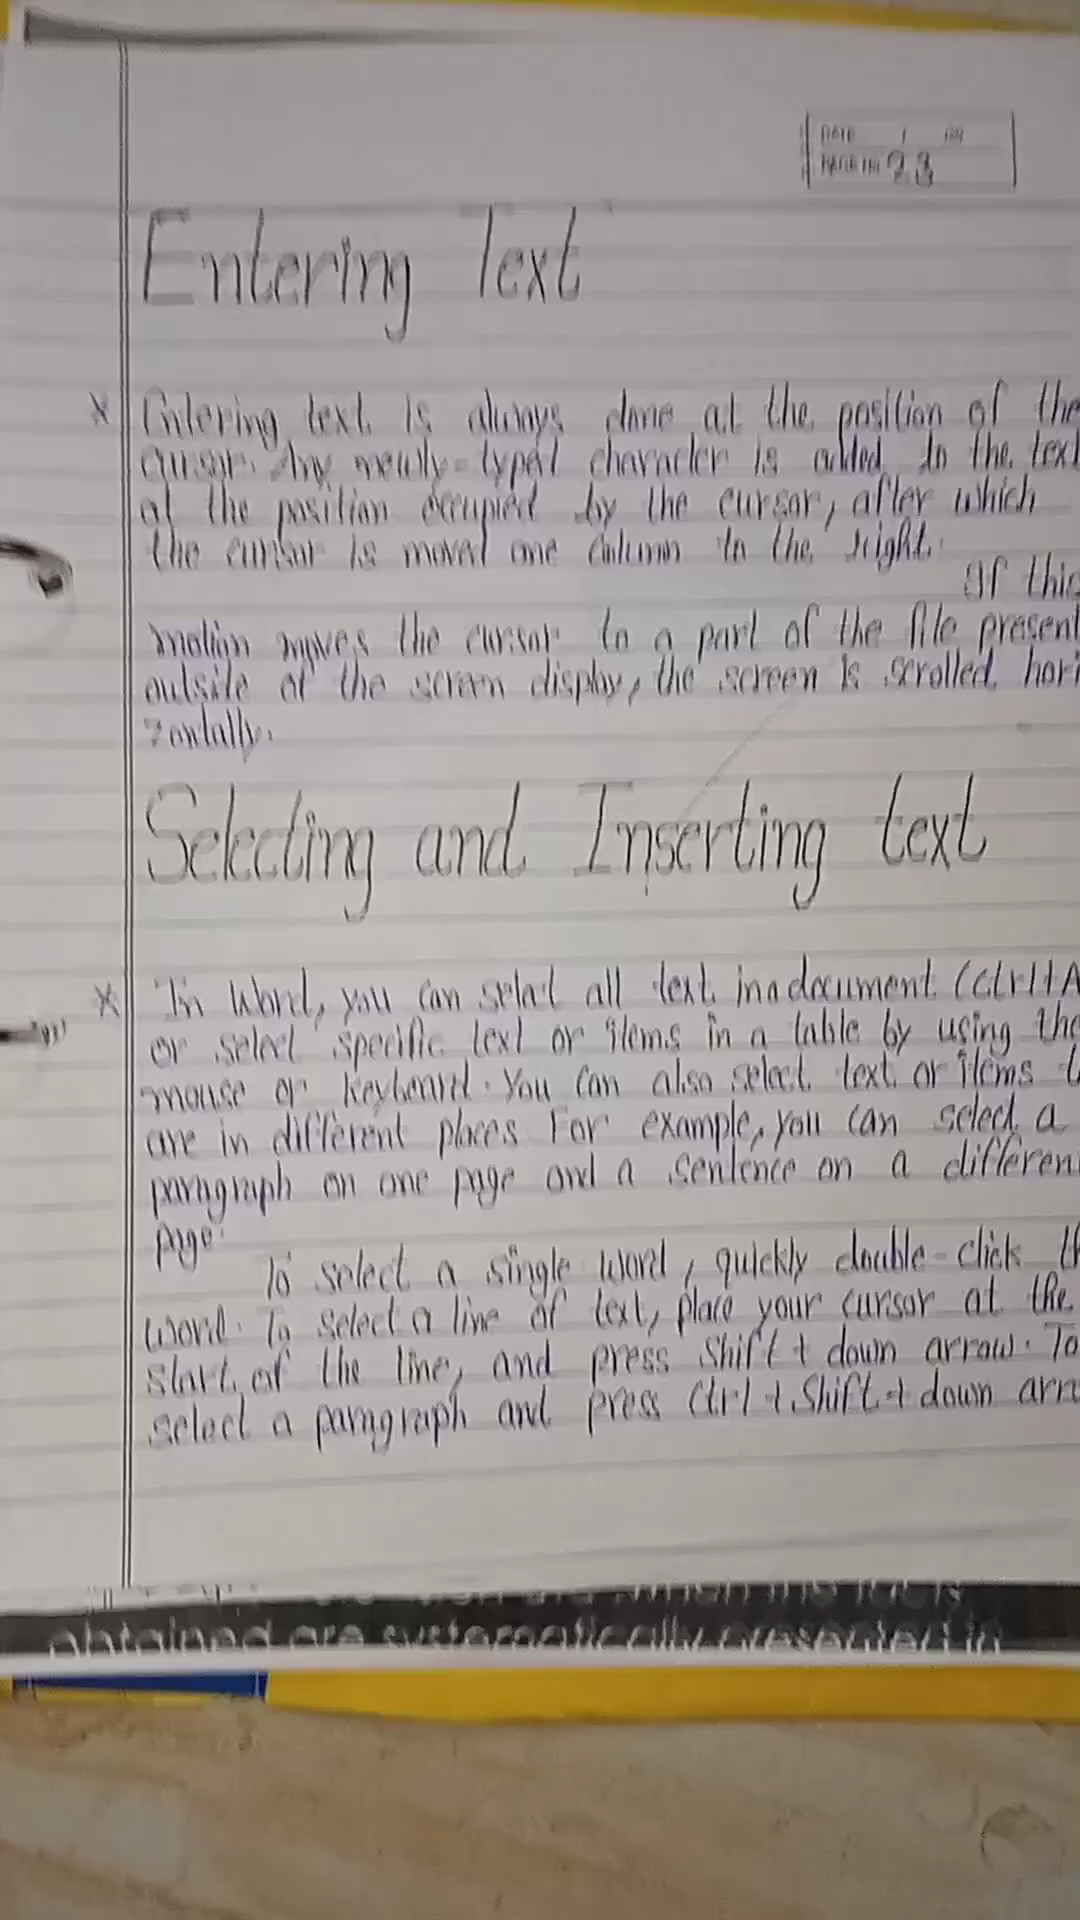 DATE
PAGE NO 23
Entering Text
* Entering text is always done at the position of the
cursor. Any newly-typed character is added to the text
at the position occupied by the cursor, after which
the cursor is moved one column to the right.
of this
motion moves the cursor to a part of the file present
outside of the screen display, the screen is scrolled hori
zontally.
Selecting and Inserting text
* In Word, you can select all text in a document (Ctrl+A
or select specific text or items in a table by using the
mouse or keyboard. You can also select text or items t
are in different places For example, you can select a
paragraph on one page and a sentence on a differen
page.
To select a single word, quickly double-click th
word. To select a line of text, place your cursor at the
start of the line, and press Shift + down arrow. To
select a paragraph and press Ctrl + Shift + down arro
obtained are systematically presented in